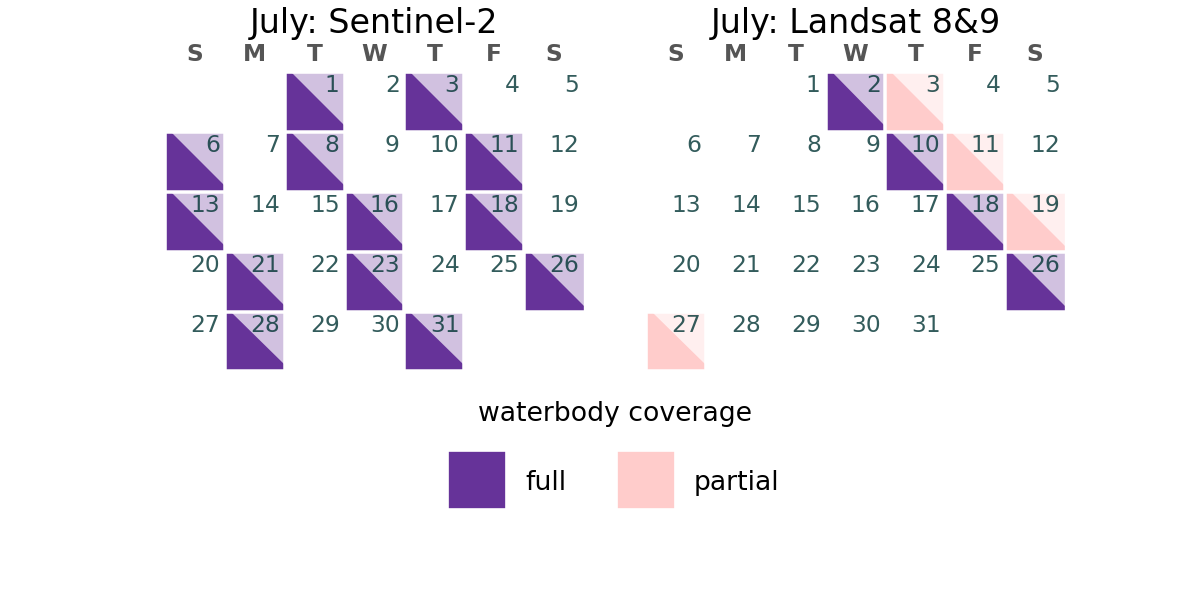 July: Sentinel-2
S M T W T F S
1 2 3 4 5
6 7 8 9 10 11 12
13 14 15 16 17 18 19
20 21 22 23 24 25 26
27 28 29 30 31
July: Landsat 8&9
S M T W T F S
1 2 3 4 5
6 7 8 9 10 11 12
13 14 15 16 17 18 19
20 21 22 23 24 25 26
27 28 29 30 31
waterbody coverage
full partial